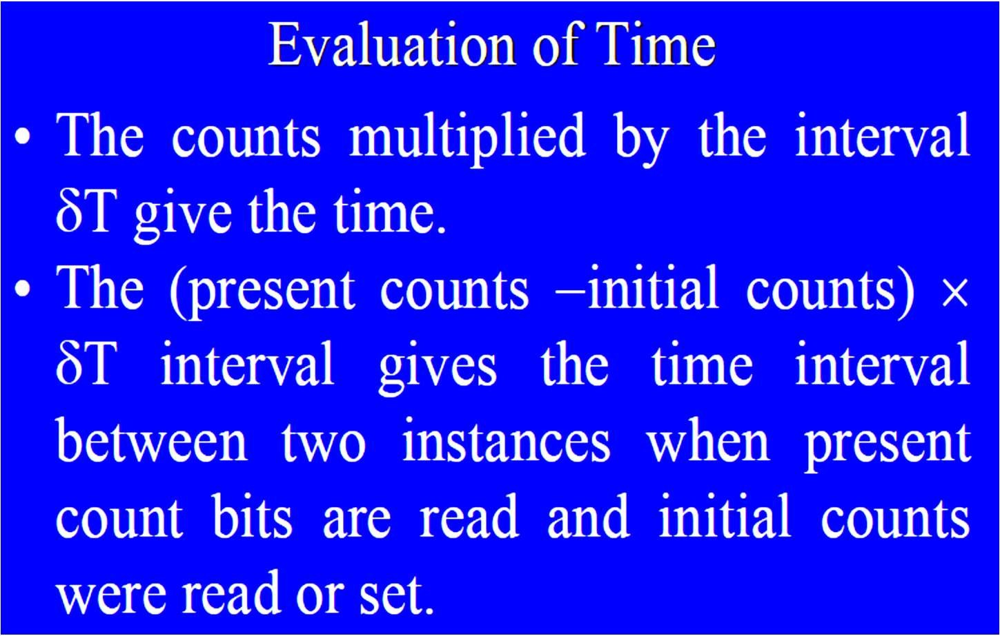 Evaluation of Time
• The counts multiplied by the interval
δT give the time.
• The (present counts –initial counts) ×
δT interval gives the time interval
between two instances when present
count bits are read and initial counts
were read or set.